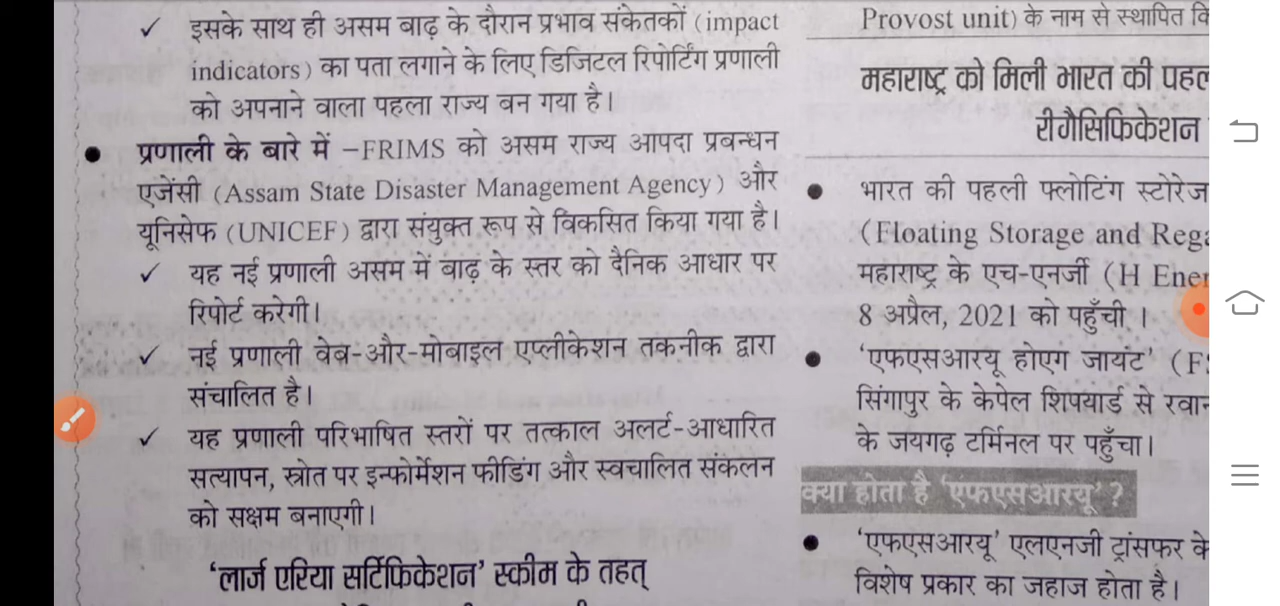 ✓ इसके साथ ही असम बाढ़ के दौरान प्रभाव संकेतकों (impact
indicators) का पता लगाने के लिए डिजिटल रिपोर्टिंग प्रणाली
को अपनाने वाला पहला राज्य बन गया है।
● प्रणाली के बारे में –FRIMS को असम राज्य आपदा प्रबन्धन
एजेंसी (Assam State Disaster Management Agency) और
यूनिसेफ (UNICEF) द्वारा संयुक्त रूप से विकसित किया गया है।
✓ यह नई प्रणाली असम में बाढ़ के स्तर को दैनिक आधार पर
रिपोर्ट करेगी।
✓ नई प्रणाली वेब-और-मोबाइल एप्लीकेशन तकनीक द्वारा
संचालित है।
✓ यह प्रणाली परिभाषित स्तरों पर तत्काल अलर्ट-आधारित
सत्यापन, स्त्रोत पर इन्फोर्मेशन फीडिंग और स्वचालित संकलन
को सक्षम बनाएगी।
‘लार्ज एरिया सर्टिफिकेशन’ स्कीम के तहत्
Provost unit) के नाम से स्थापित कि
महाराष्ट्र को मिली भारत की पहल
रीगैसिफिकेशन
● भारत की पहली फ्लोटिंग स्टोरेज
(Floating Storage and Rega
महाराष्ट्र के एच-एनर्जी (H Ener
8 अप्रैल, 2021 को पहुँची ।
● ‘एफएसआरयू होएग जायंट’ (F
सिंगापुर के केपेल शिपयार्ड से रवान
के जयगढ़ टर्मिनल पर पहुँचा।
क्या होता है ‘एफएसआरयू’ ?
● ‘एफएसआरयू’ एलएनजी ट्रांसफर के
विशेष प्रकार का जहाज होता है।